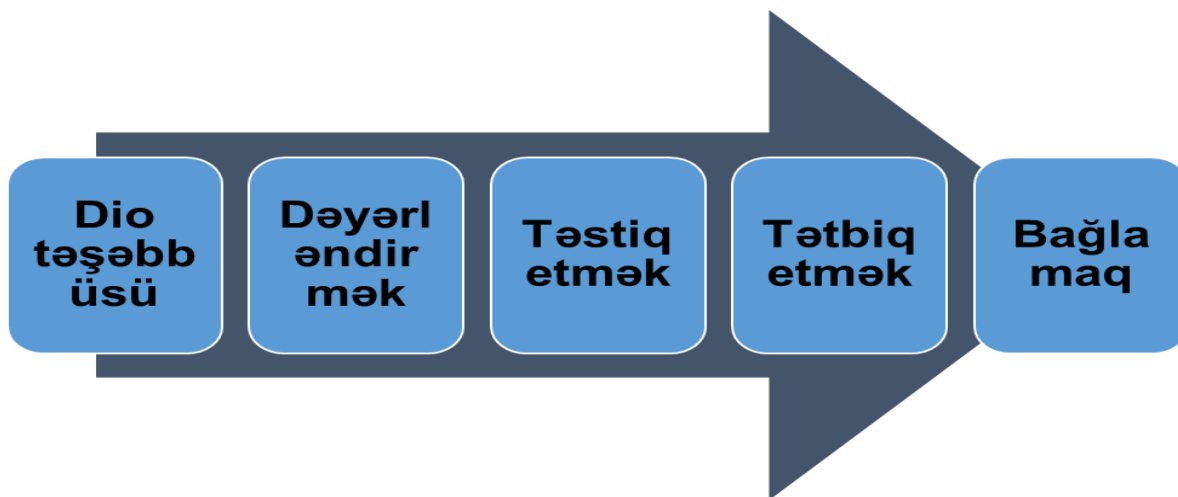 Dio
təşəbb
üsü
Dəyərl
əndir
mək
Təstiq
etmək
Tətbiq
etmək
Bağla
maq